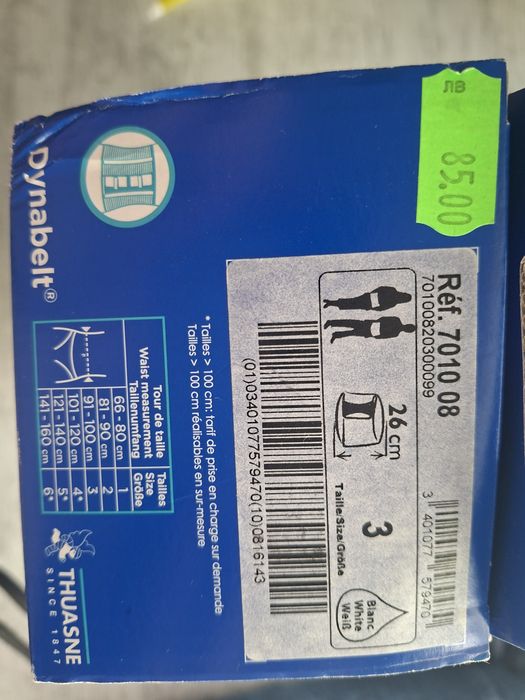 лв
85.00
Réf. 7010 08
70100820300099
3 401077 579470
26 cm
Taille/Size/Größe
3
Blanc
White
Weiß
(01)03401077579470(10)0816143
* Tailles > 100 cm: tarif de prise en charge sur demande
Tailles > 100 cm réalisables en sur-mesure
Dynabelt®
Tour de taille
Waist measurement
Taillenumfang
Tailles
Size
Größe
66 - 80 cm 1
81 - 90 cm 2
91 - 100 cm 3
101 - 120 cm 4*
121 - 140 cm 5*
141-160 cm 6*
THUASNE
SINCE 1847